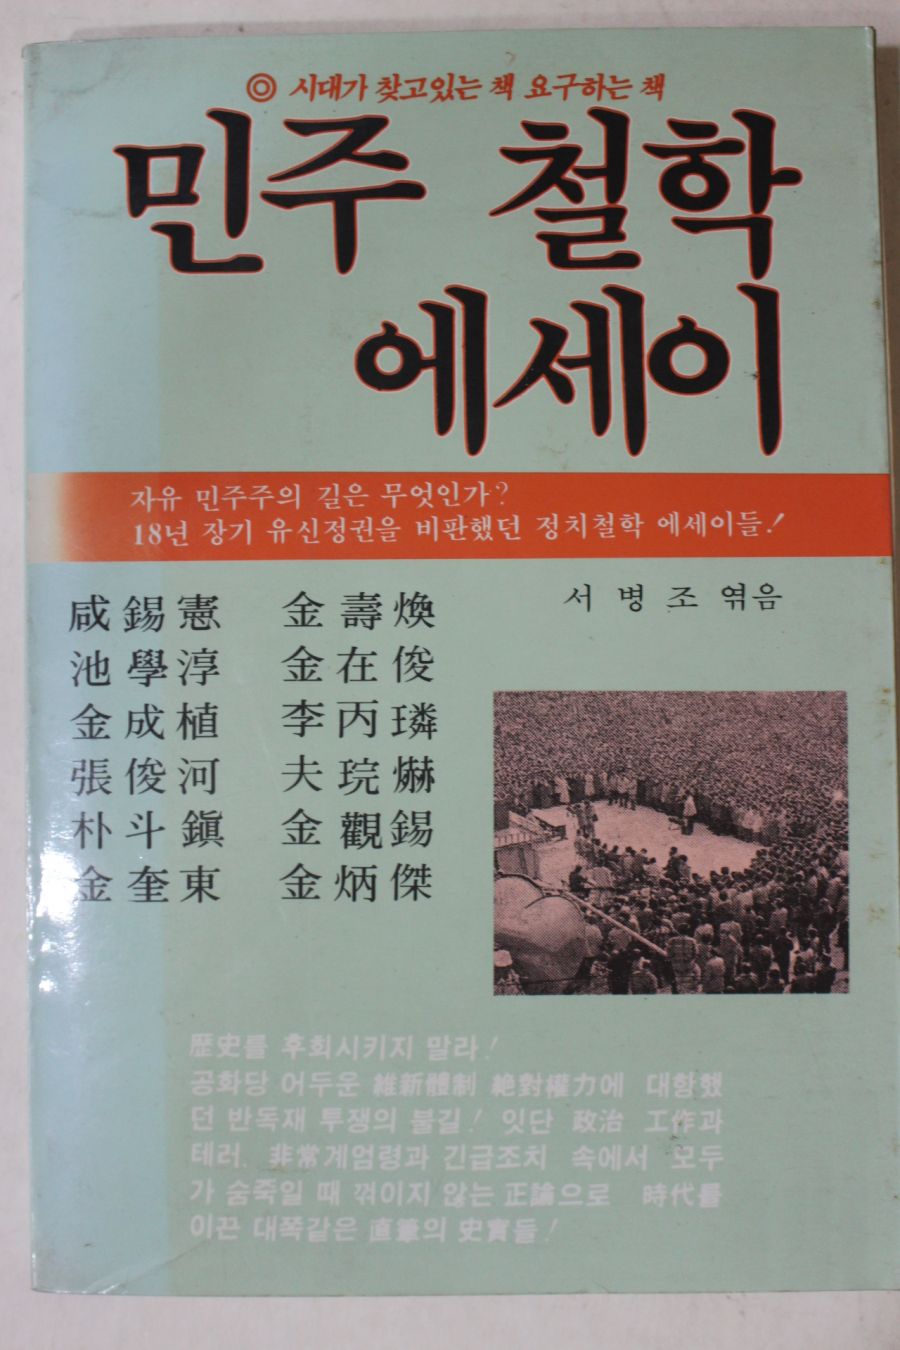 ◎ 시대가 찾고있는 책 요구하는 책
민주 철학
에세이
자유 민주주의 길은 무엇인가?
18년 장기 유신정권을 비판했던 정치철학 에세이들!
서 병 조 엮음
咸錫憲 金壽煥
池學淳 金在俊
金成植 李丙璘
張俊河 夫琓爀
朴斗鎭 金觀錫
金奎東 金炳傑
歷史를 후회시키지 말라!
공화당 어두운 維新體制 絶對權力에 대항했
던 반독재 투쟁의 불길! 잇단 政治 工作과
테러. 非常계엄령과 긴급조치 속에서 모두
가 숨죽일 때 꺾이지 않는 正論으로 時代를
이끈 대쪽같은 直筆의 史實들!